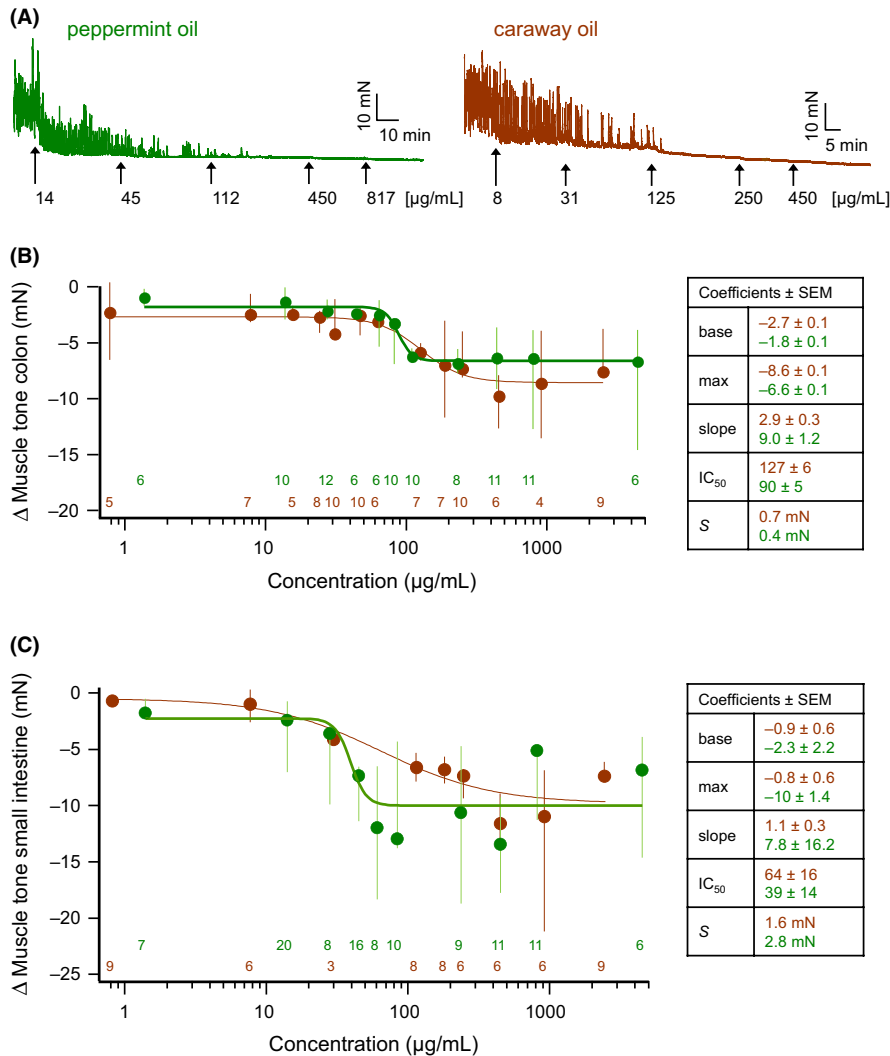 (A)
peppermint oil
caraway oil
10 mN
10 min
10 mN
5 min
14 45 112 450 817 [µg/mL]
8 31 125 250 450
(B)
Δ Muscle tone colon (mN)
0
−5
−10
−15
−20
6 10 12 6 6 10 10 8 11 11 6
5 7 5 8 10 10 6 7 7 10 6 4 9
1 10 100 1000
Concentration (µg/mL)
Coefficients ± SEM
base −2.7 ± 0.1
−1.8 ± 0.1
max −8.6 ± 0.1
−6.6 ± 0.1
slope 2.9 ± 0.3
9.0 ± 1.2
IC50 127 ± 6
90 ± 5
S 0.7 mN
0.4 mN
(C)
Δ Muscle tone small intestine (mN)
0
−5
−10
−15
−20
−25
7 20 8 16 8 10 9 11 11 6
9 6 3 8 8 6 6 6 9
1 10 100 1000
Concentration (µg/mL)
Coefficients ± SEM
base −0.9 ± 0.6
−2.3 ± 2.2
max −0.8 ± 0.6
−10 ± 1.4
slope 1.1 ± 0.3
7.8 ± 16.2
IC50 64 ± 16
39 ± 14
S 1.6 mN
2.8 mN